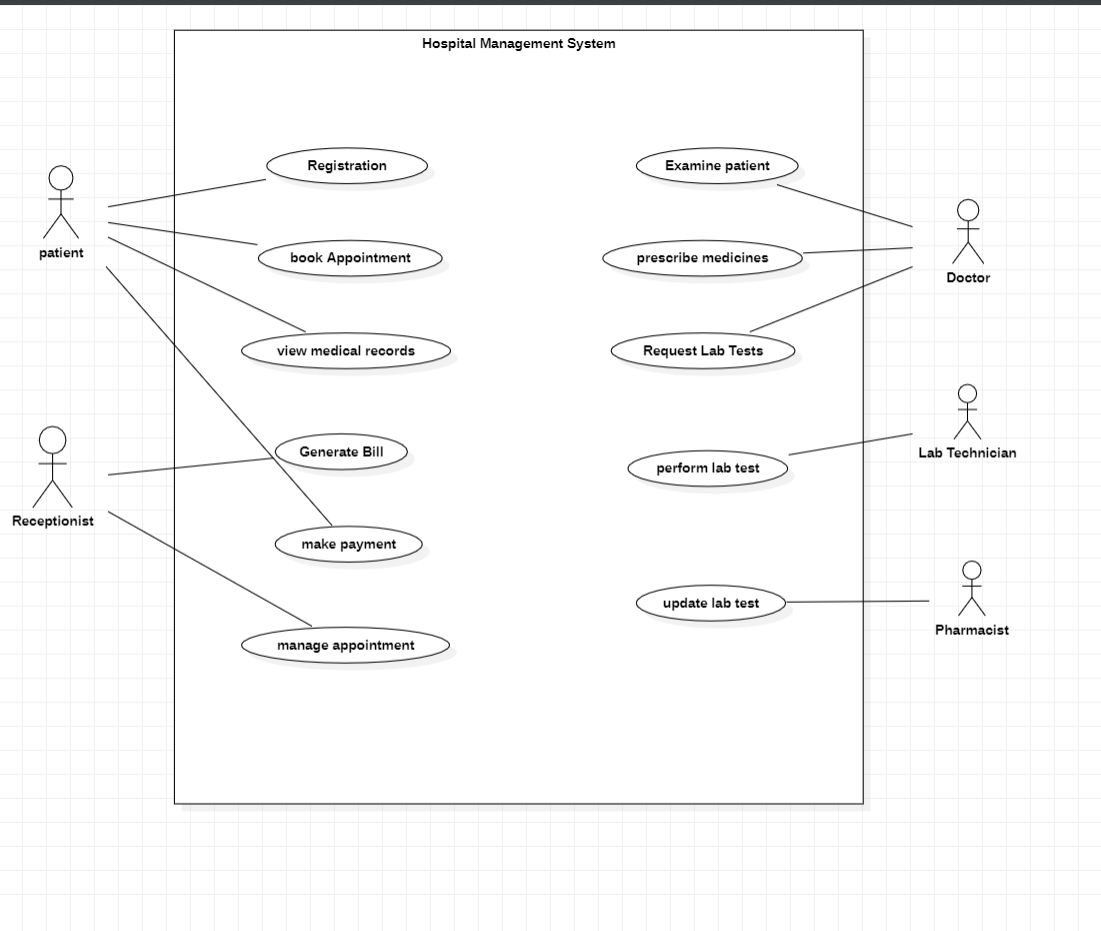 Hospital Management System
Registration
Examine patient
patient
book Appointment
prescribe medicines
Doctor
view medical records
Request Lab Tests
Generate Bill
Lab Technician
perform lab test
Receptionist
make payment
update lab test
Pharmacist
manage appointment